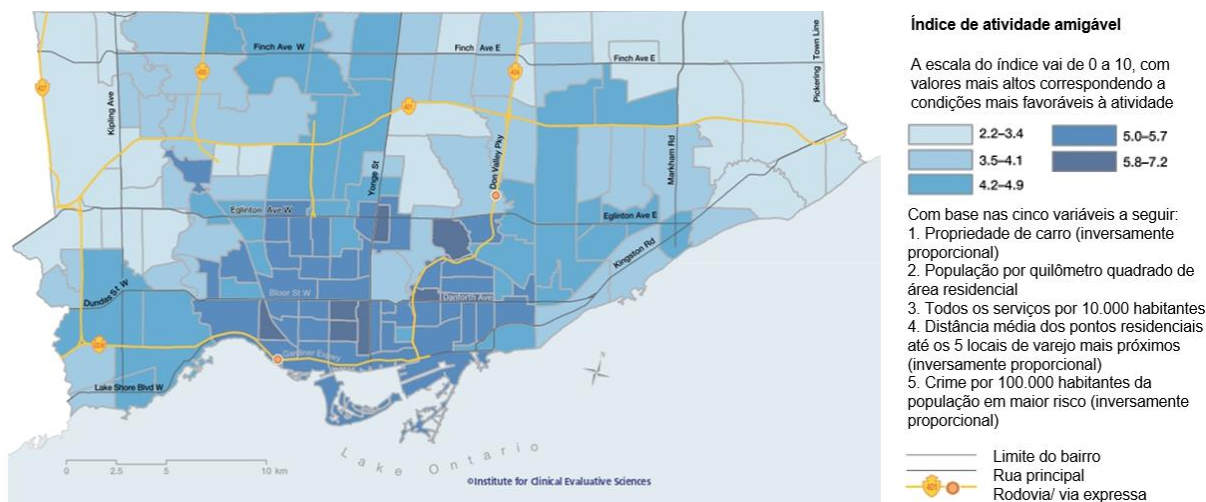 Finch Ave W
Finch Ave E
Finch Ave E
Pickering Town Line
Kipling Ave
400
404
427
401
Yonge St
Don Valley Pky
Markham Rd
Eglinton Ave W
Eglinton Ave E
Kingston Rd
Dundas St W
Bloor St W
Danforth Ave
Gardiner Expwy
Lake Shore Blvd W
0 2.5 5 10 km
N
Lake Ontario
©Institute for Clinical Evaluative Sciences
Índice de atividade amigável
A escala do índice vai de 0 a 10, com
valores mais altos correspondendo a
condições mais favoráveis à atividade
2.2–3.4
5.0–5.7
3.5–4.1
5.8–7.2
4.2–4.9
Com base nas cinco variáveis a seguir:
1. Propriedade de carro (inversamente
proporcional)
2. População por quilômetro quadrado de
área residencial
3. Todos os serviços por 10.000 habitantes
4. Distância média dos pontos residenciais
até os 5 locais de varejo mais próximos
(inversamente proporcional)
5. Crime por 100.000 habitantes da
população em maior risco (inversamente
proporcional)
Limite do bairro
Rua principal
401
Rodovia/ via expressa